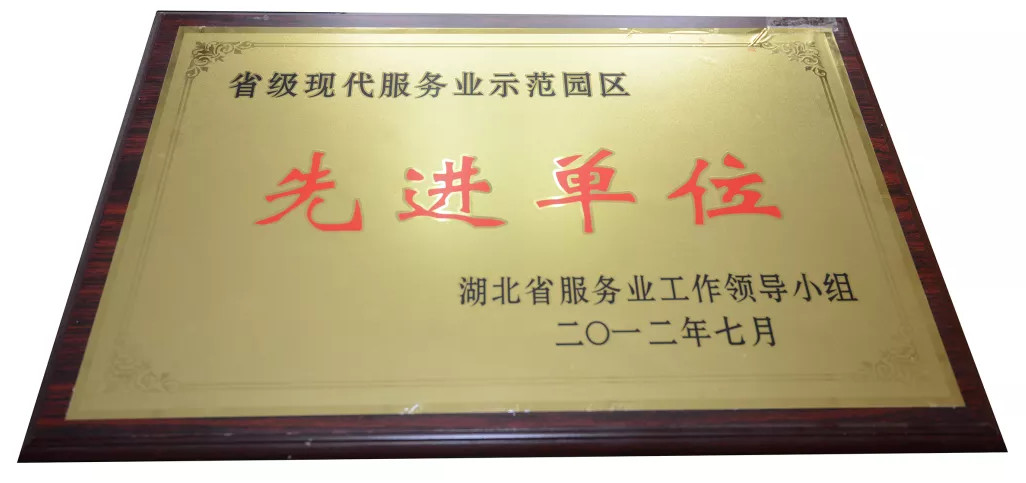 省级现代服务业示范园区
先进单位
湖北省服务业工作领导小组
二〇一二年七月